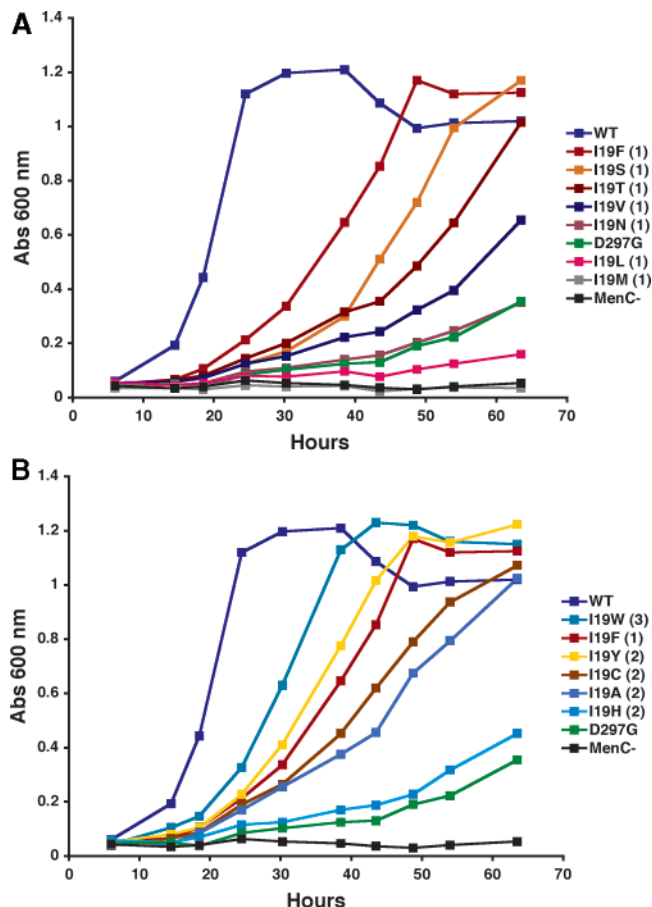 A
1.4
1.2
1
0.8
0.6
0.4
0.2
0
Abs 600 nm
0 10 20 30 40 50 60 70
Hours
WT
I19F (1)
I19S (1)
I19T (1)
I19V (1)
I19N (1)
D297G
I19L (1)
I19M (1)
MenC-
B
1.4
1.2
1
0.8
0.6
0.4
0.2
0
Abs 600 nm
0 10 20 30 40 50 60 70
Hours
WT
I19W (3)
I19F (1)
I19Y (2)
I19C (2)
I19A (2)
I19H (2)
D297G
MenC-